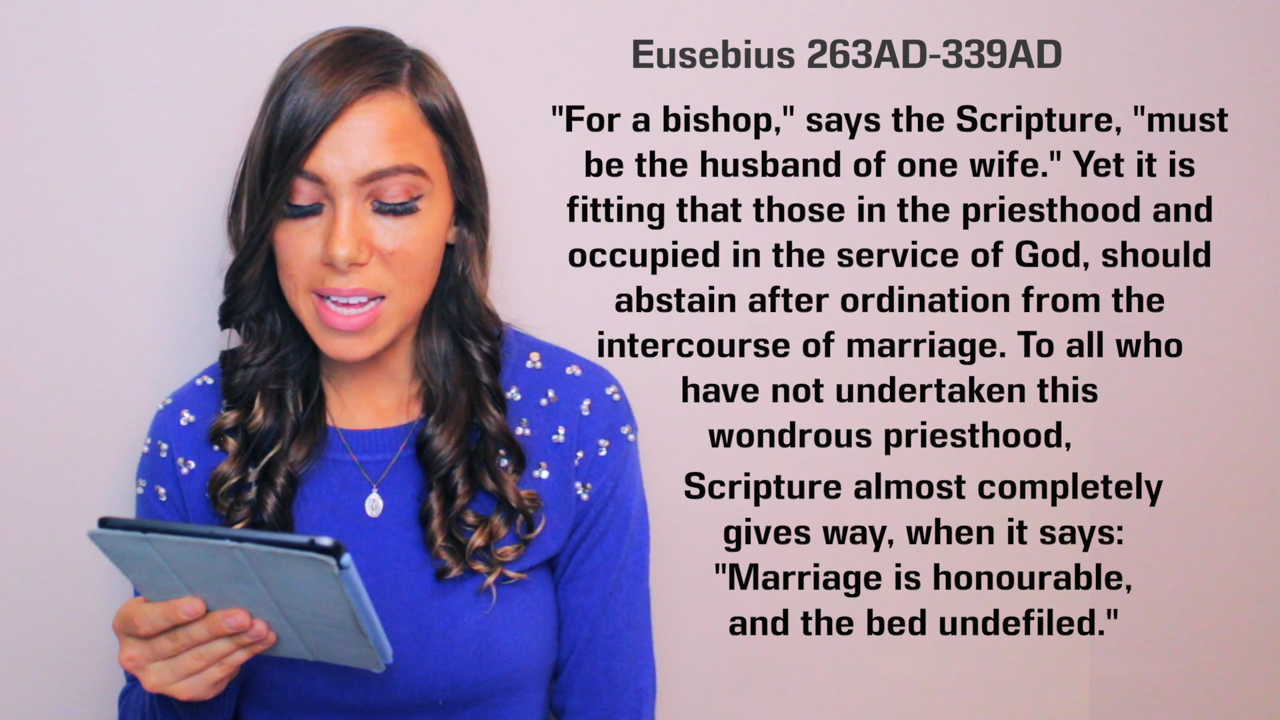 Eusebius 263AD-339AD
"For a bishop," says the Scripture, "must
be the husband of one wife." Yet it is
fitting that those in the priesthood and
occupied in the service of God, should
abstain after ordination from the
intercourse of marriage. To all who
have not undertaken this
wondrous priesthood,
Scripture almost completely
gives way, when it says:
"Marriage is honourable,
and the bed undefiled."